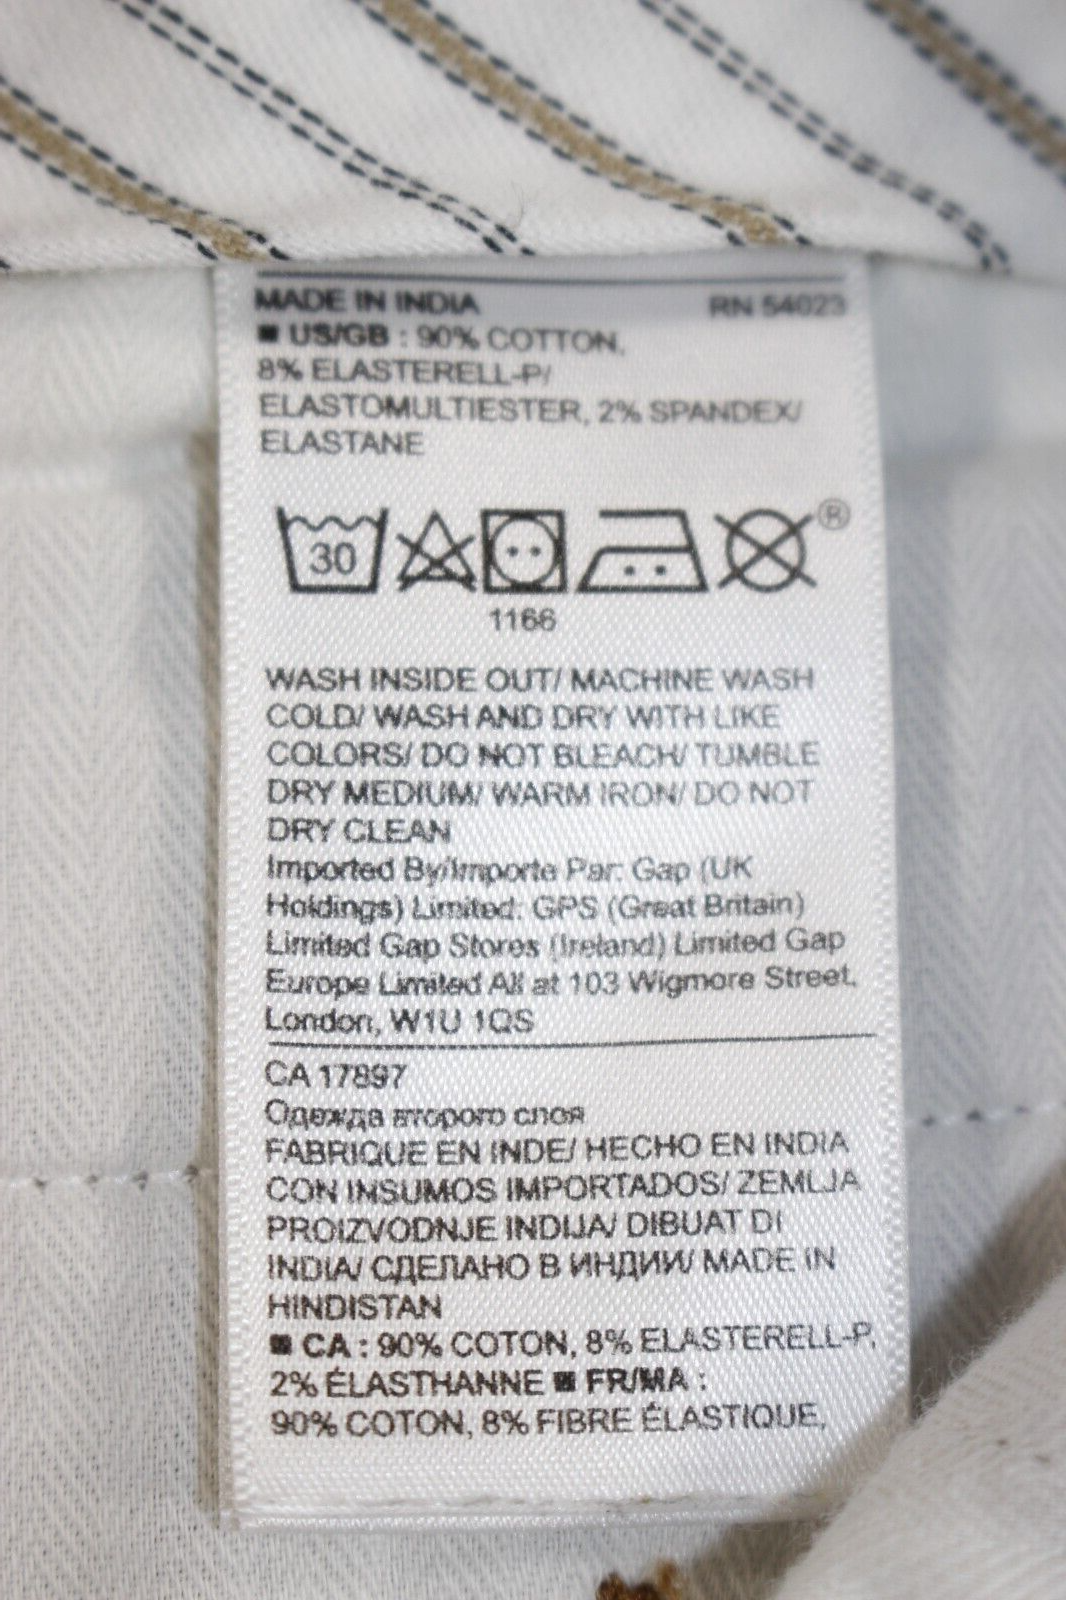 MADE IN INDIA RN 54023
■ US/GB : 90% COTTON,
8% ELASTERELL-P/
ELASTOMULTIESTER, 2% SPANDEX/
ELASTANE
30 ®
1166
WASH INSIDE OUT/ MACHINE WASH
COLD/ WASH AND DRY WITH LIKE
COLORS/ DO NOT BLEACH/ TUMBLE
DRY MEDIUM/ WARM IRON/ DO NOT
DRY CLEAN
Imported By/Importe Par: Gap (UK
Holdings) Limited: GPS (Great Britain)
Limited Gap Stores (Ireland) Limited Gap
Europe Limited All at 103 Wigmore Street,
London, W1U 1QS
CA 17897
Одежда второго слоя
FABRIQUE EN INDE/ HECHO EN INDIA
CON INSUMOS IMPORTADOS/ ZEMLJA
PROIZVODNJE INDIJA/ DIBUAT DI
INDIA/ СДЕЛАНО В ИНДИИ/ MADE IN
HINDISTAN
■ CA : 90% COTON, 8% ELASTERELL-P,
2% ÉLASTHANNE ■ FR/MA :
90% COTON, 8% FIBRE ÉLASTIQUE,